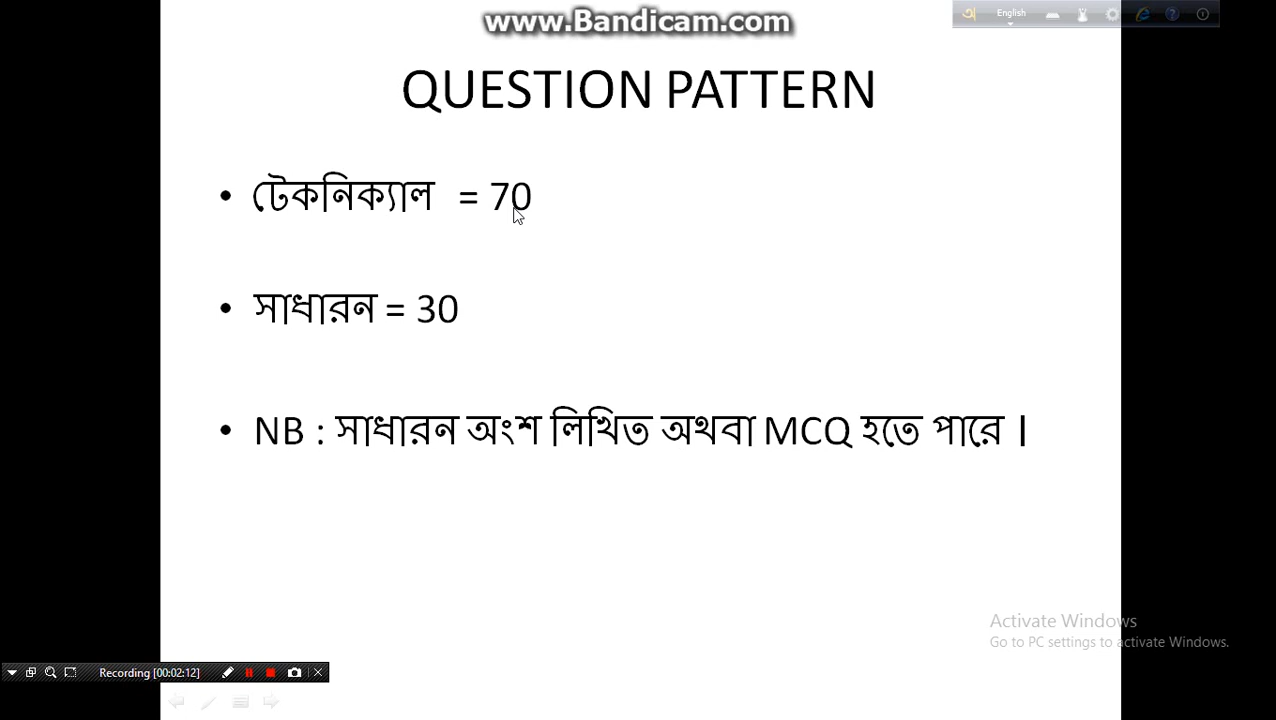 www.Bandicam.com
অ English
QUESTION PATTERN
• টেকনিক্যাল = 70
• সাধারন = 30
• NB : সাধারন অংশ লিখিত অথবা MCQ হতে পারে ।
Activate Windows
Go to PC settings to activate Windows.
Recording [00:02:12]